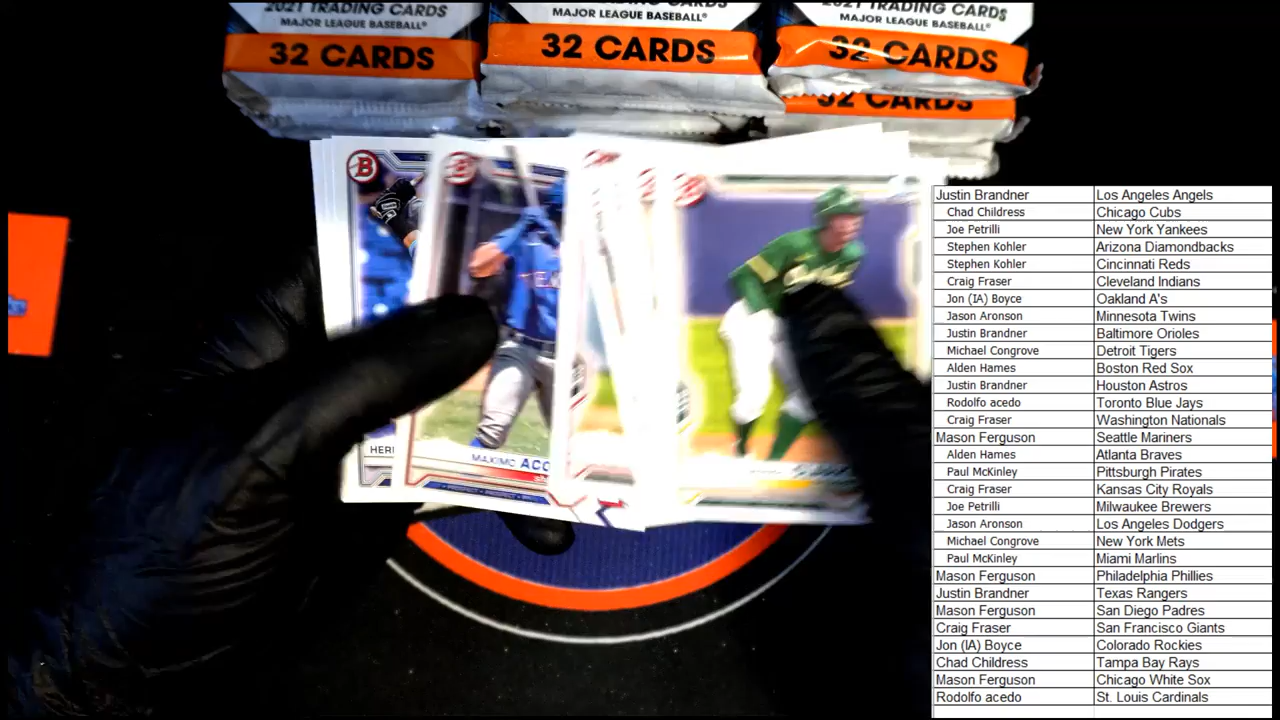 2021 TRADING CARDS
MAJOR LEAGUE BASEBALL®
32 CARDS
MAJOR LEAGUE BASEBALL®
32 CARDS
2021 TRADING CARDS
MAJOR LEAGUE BASEBALL®
32 CARDS
32 CARDS
B
B
HER
MAXIMO ACO
Justin Brandner Los Angeles Angels
Chad Childress Chicago Cubs
Joe Petrilli New York Yankees
Stephen Kohler Arizona Diamondbacks
Stephen Kohler Cincinnati Reds
Craig Fraser Cleveland Indians
Jon (IA) Boyce Oakland A's
Jason Aronson Minnesota Twins
Justin Brandner Baltimore Orioles
Michael Congrove Detroit Tigers
Alden Hames Boston Red Sox
Justin Brandner Houston Astros
Rodolfo acedo Toronto Blue Jays
Craig Fraser Washington Nationals
Mason Ferguson Seattle Mariners
Alden Hames Atlanta Braves
Paul McKinley Pittsburgh Pirates
Craig Fraser Kansas City Royals
Joe Petrilli Milwaukee Brewers
Jason Aronson Los Angeles Dodgers
Michael Congrove New York Mets
Paul McKinley Miami Marlins
Mason Ferguson Philadelphia Phillies
Justin Brandner Texas Rangers
Mason Ferguson San Diego Padres
Craig Fraser San Francisco Giants
Jon (IA) Boyce Colorado Rockies
Chad Childress Tampa Bay Rays
Mason Ferguson Chicago White Sox
Rodolfo acedo St. Louis Cardinals